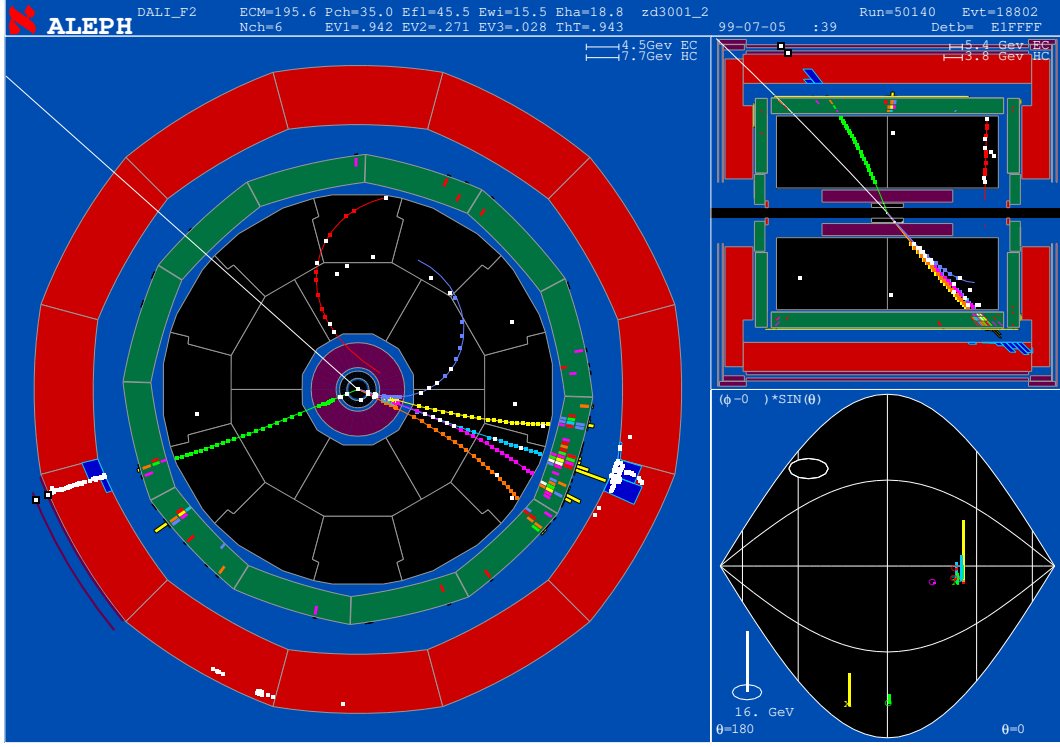 ALEPH DALI_F2 ECM=195.6 Pch=35.0 Efl=45.5 Ewi=15.5 Eha=18.8 zd3001_2 Run=50140 Evt=18802
Nch=6 EV1=.942 EV2=.271 EV3=.028 ThT=.943 99-07-05 :39 Detb= E1FFFF
4.5Gev EC
7.7Gev HC
5.4 Gev EC
3.8 Gev HC
(ϕ-0 )*SIN(θ)
16. GeV
θ=180 θ=0